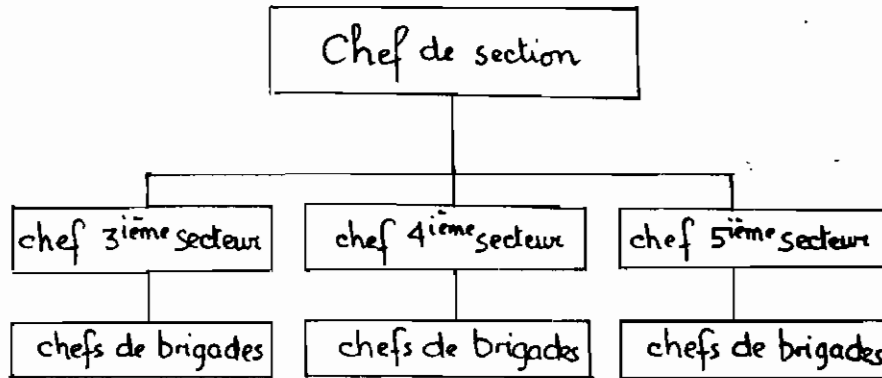 Chef de section
chef 3ième secteur
chef 4ième secteur
chef 5ième secteur
chefs de brigades
chefs de brigades
chefs de brigades